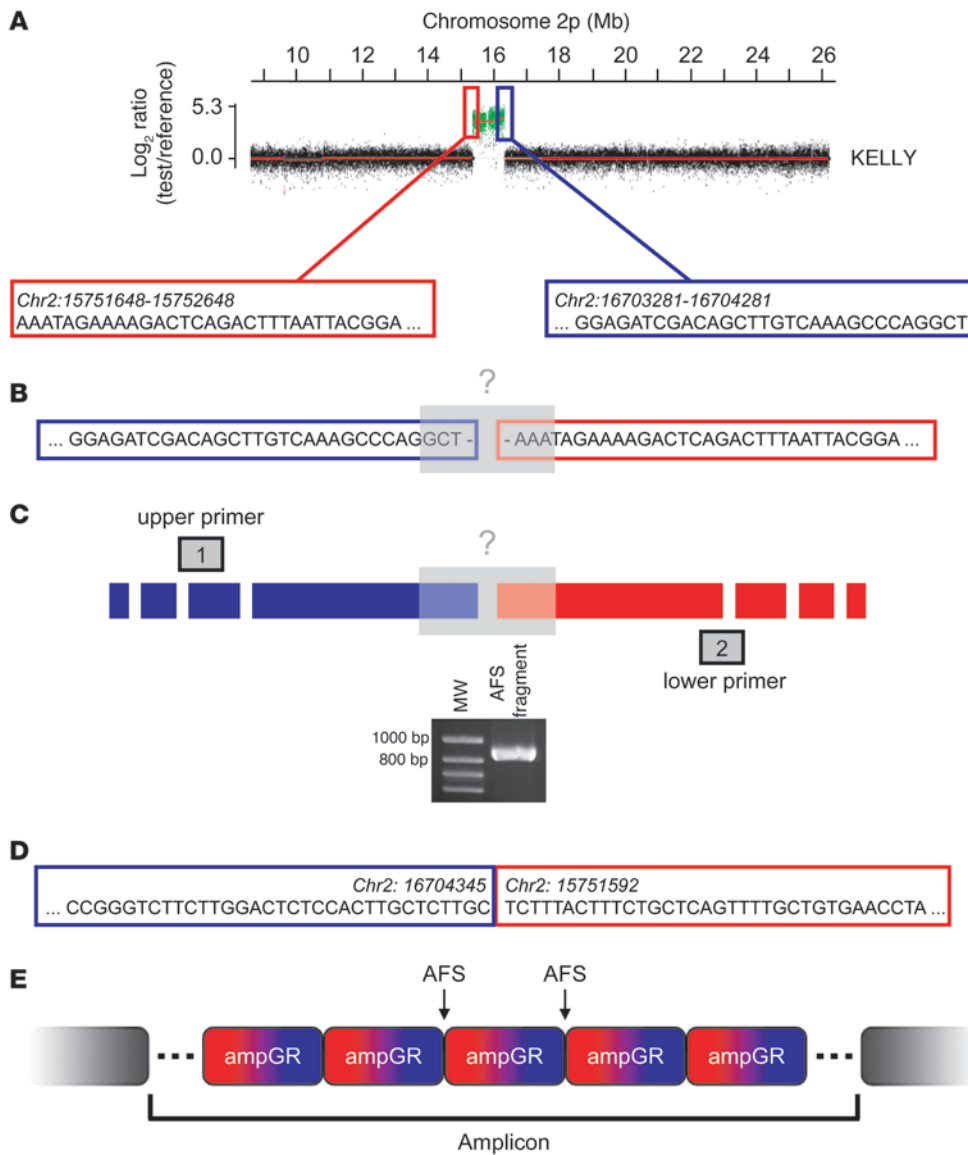 A
Chromosome 2p (Mb)
10 12 14 16 18 20 22 24 26
Log2 ratio
(test/reference)
5.3
0.0
KELLY
Chr2:15751648-15752648
AAATAGAAAAGACTCAGACTTTAATTACGGA ...
Chr2:16703281-16704281
... GGAGATCGACAGCTTGTCAAAGCCCAGGCT
B
?
... GGAGATCGACAGCTTGTCAAAGCCCAGGCT -
- AAATAGAAAAGACTCAGACTTTAATTACGGA ...
C
upper primer
1
?
2
lower primer
MW
AFS
fragment
1000 bp
800 bp
D
Chr2: 16704345
... CCGGGTCTTCTTGGACTCTCCACTTGCTCTTGC
Chr2: 15751592
TCTTTACTTTCTGCTCAGTTTTGCTGTGAACCTA ...
E
AFS AFS
ampGR ampGR ampGR ampGR ampGR
Amplicon